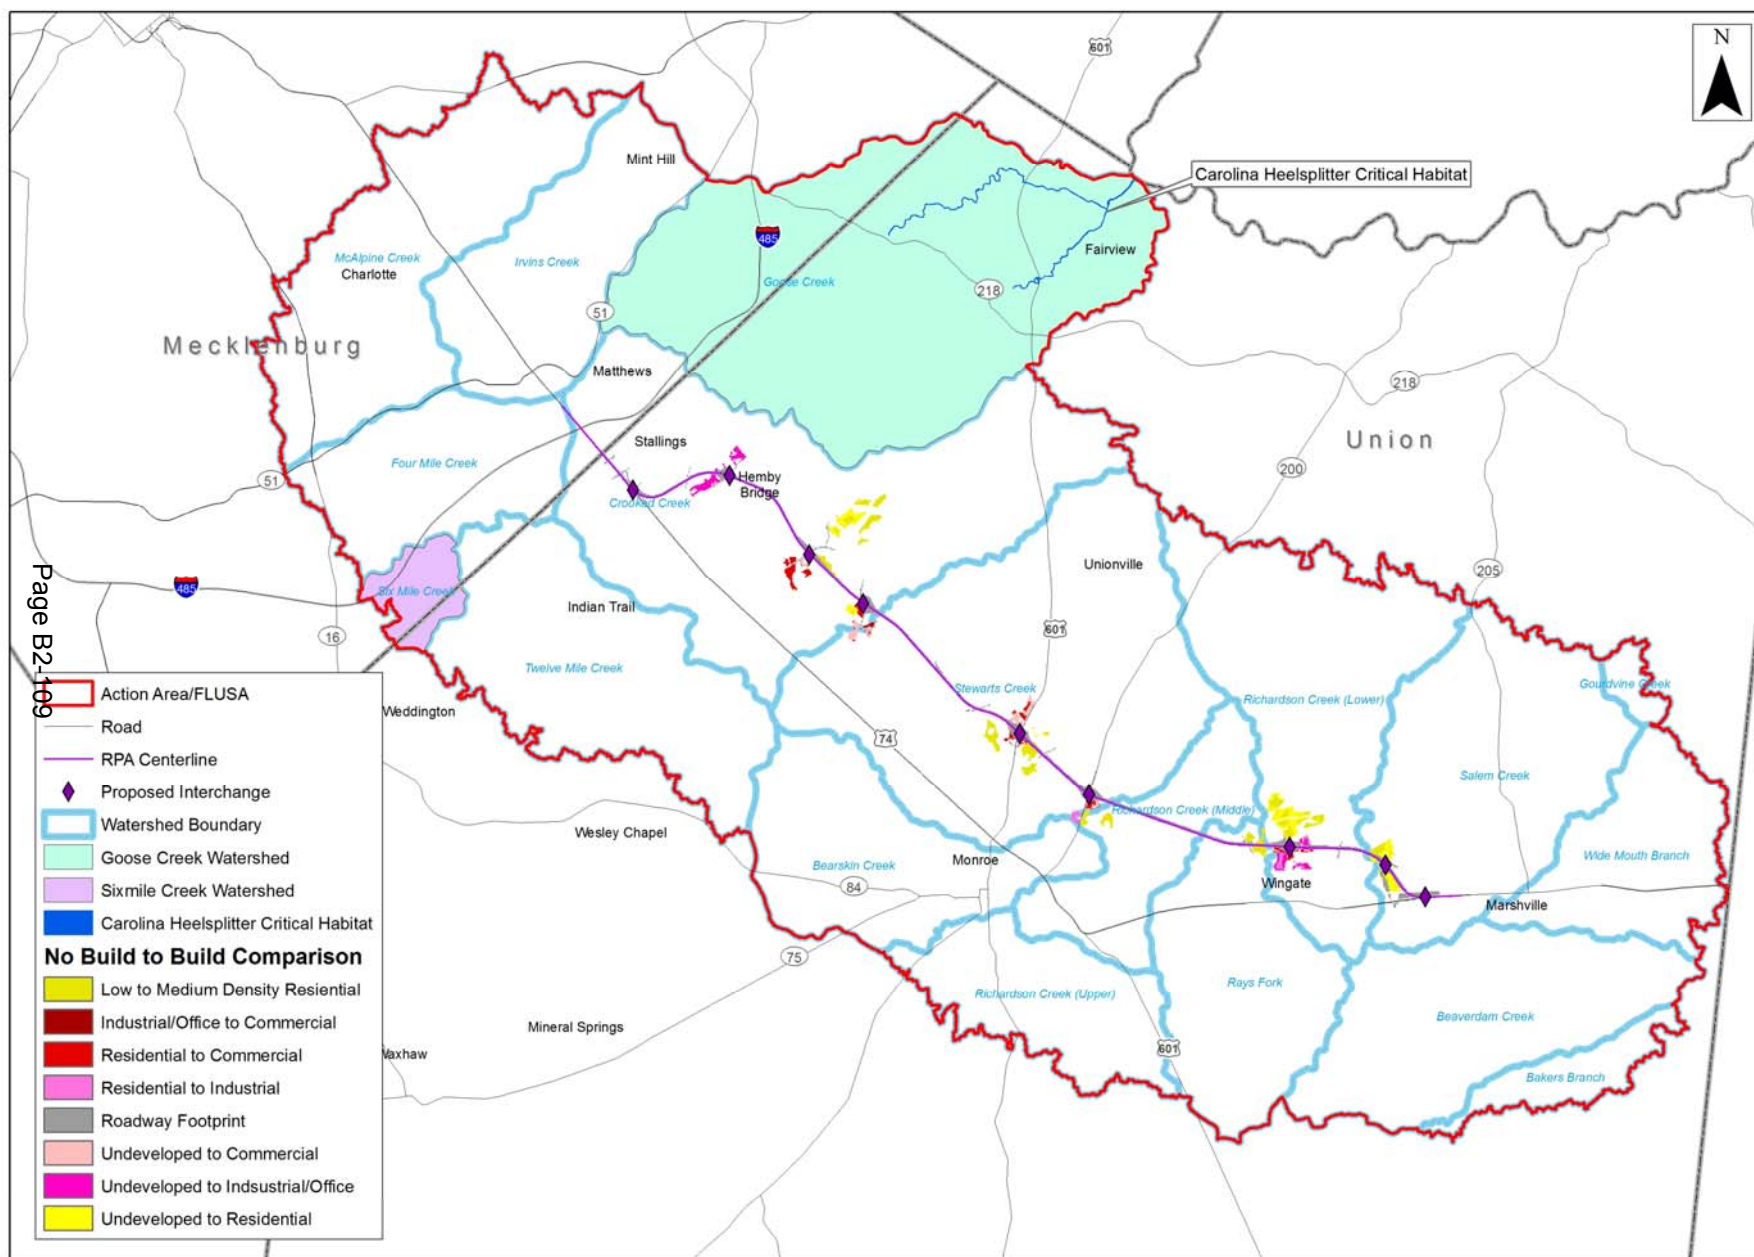 N
601
Carolina Heelsplitter Critical Habitat
Mint Hill
485
Fairview
McAlpine Creek
Charlotte
Irvins Creek
Goose Creek
218
51
Mecklenburg
Matthews
218
Union
Stallings
200
Four Mile Creek
51
Hemby
Bridge
Crooked Creek
Unionville
205
485
Six Mile Creek
Indian Trail
601
16
Twelve Mile Creek
Stewarts Creek
Gourdvine Creek
Richardson Creek (Lower)
Weddington
74
Salem Creek
Richardson Creek (Middle)
Wesley Chapel
Wide Mouth Branch
Bearskin Creek
Monroe
84
Wingate
Marshville
75
Rays Fork
Richardson Creek (Upper)
Beaverdam Creek
Mineral Springs
601
axhaw
Bakers Branch
Page B2-109
Action Area/FLUSA
Road
RPA Centerline
Proposed Interchange
Watershed Boundary
Goose Creek Watershed
Sixmile Creek Watershed
Carolina Heelsplitter Critical Habitat
No Build to Build Comparison
Low to Medium Density Resiential
Industrial/Office to Commercial
Residential to Commercial
Residential to Industrial
Roadway Footprint
Undeveloped to Commercial
Undeveloped to Indsustrial/Office
Undeveloped to Residential